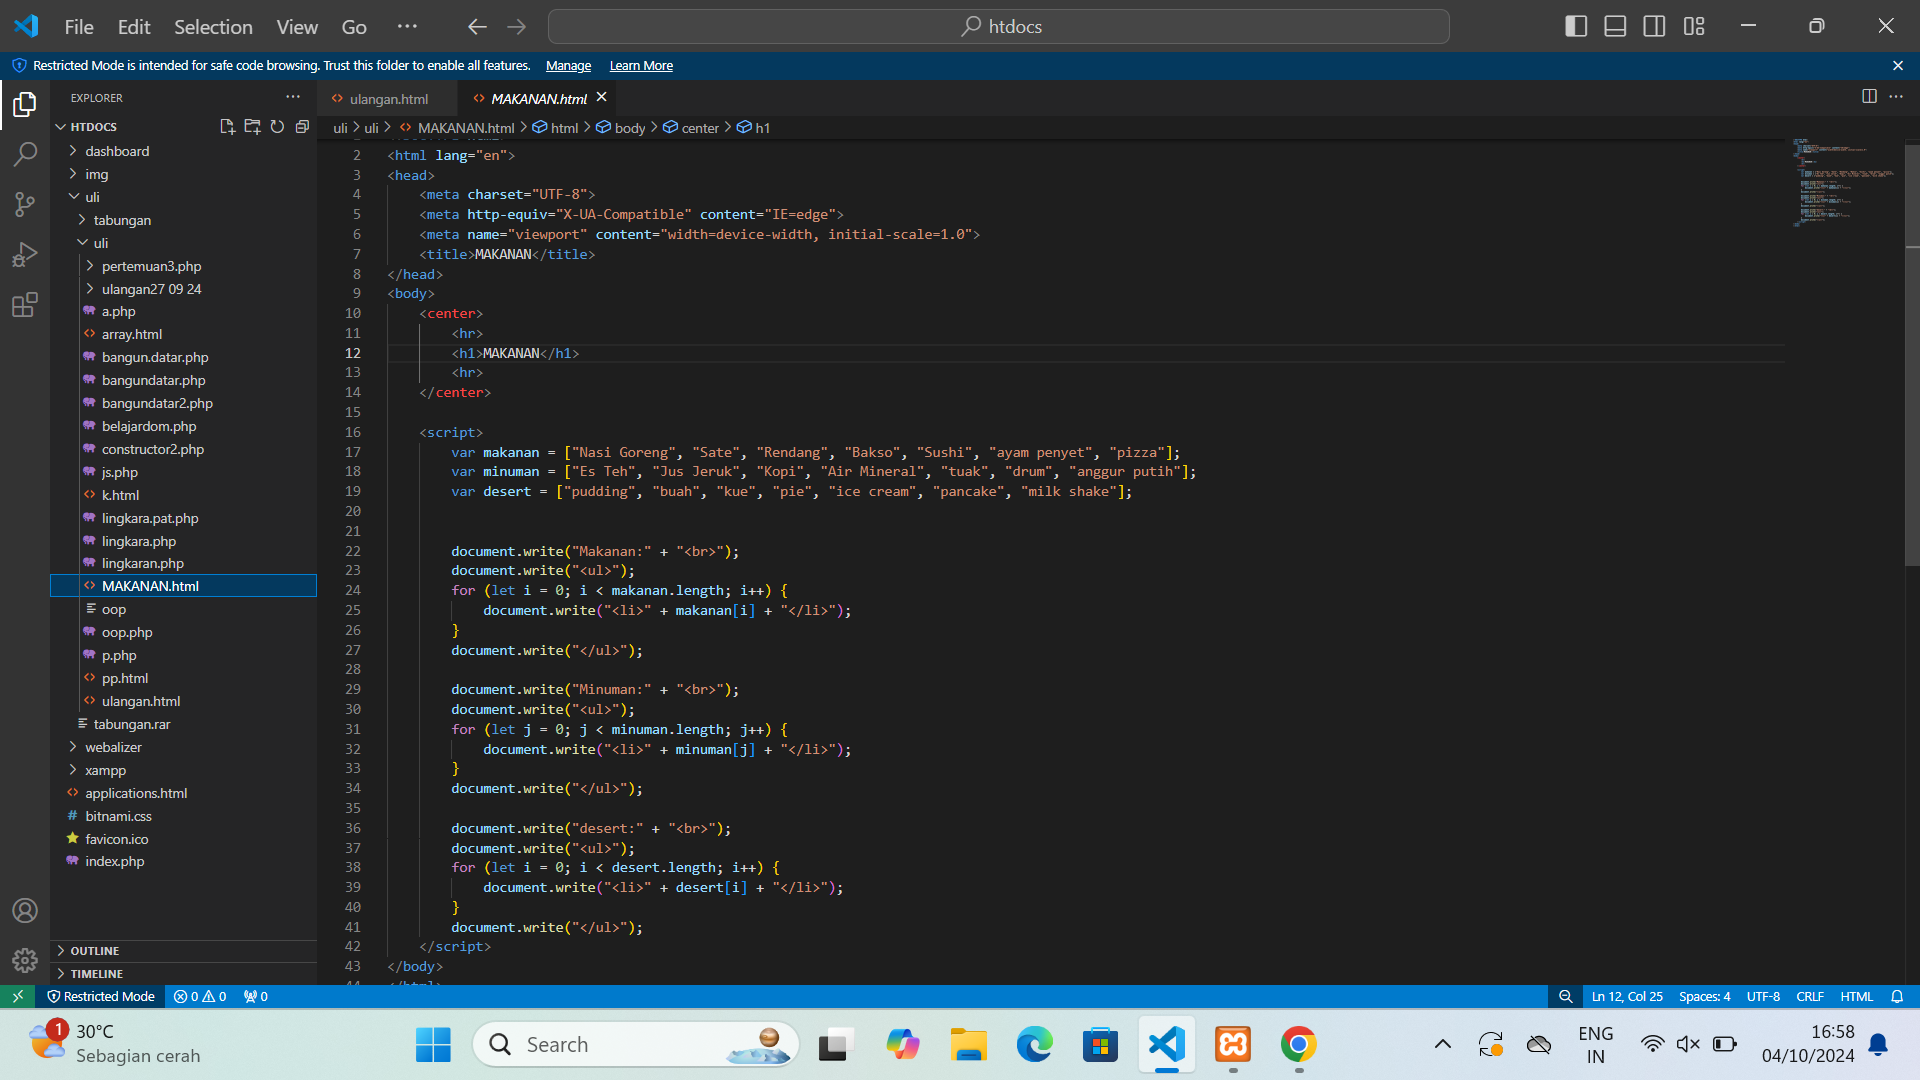 File Edit Selection View Go ··· htdocs
Restricted Mode is intended for safe code browsing. Trust this folder to enable all features. Manage Learn More
EXPLORER
HTDOCS
dashboard
img
uli
tabungan
uli
pertemuan3.php
ulangan27 09 24
a.php
array.html
bangun.datar.php
bangundatar.php
bangundatar2.php
belajardom.php
constructor2.php
js.php
k.html
lingkara.pat.php
lingkara.php
lingkaran.php
MAKANAN.html
oop
oop.php
p.php
pp.html
ulangan.html
tabungan.rar
webalizer
xampp
applications.html
bitnami.css
favicon.ico
index.php
OUTLINE
TIMELINE
ulangan.html MAKANAN.html
uli > uli > MAKANAN.html > html > body > center > h1
2 <html lang="en">
3 <head>
4 <meta charset="UTF-8">
5 <meta http-equiv="X-UA-Compatible" content="IE=edge">
6 <meta name="viewport" content="width=device-width, initial-scale=1.0">
7 <title>MAKANAN</title>
8 </head>
9 <body>
10 <center>
11 <hr>
12 <h1>MAKANAN</h1>
13 <hr>
14 </center>
15
16 <script>
17 var makanan = ["Nasi Goreng", "Sate", "Rendang", "Bakso", "Sushi", "ayam penyet", "pizza"];
18 var minuman = ["Es Teh", "Jus Jeruk", "Kopi", "Air Mineral", "tuak", "drum", "anggur putih"];
19 var desert = ["pudding", "buah", "kue", "pie", "ice cream", "pancake", "milk shake"];
20
21
22 document.write("Makanan:" + "<br>");
23 document.write("<ul>");
24 for (let i = 0; i < makanan.length; i++) {
25 document.write("<li>" + makanan[i] + "</li>");
26 }
27 document.write("</ul>");
28
29 document.write("Minuman:" + "<br>");
30 document.write("<ul>");
31 for (let j = 0; j < minuman.length; j++) {
32 document.write("<li>" + minuman[j] + "</li>");
33 }
34 document.write("</ul>");
35
36 document.write("desert:" + "<br>");
37 document.write("<ul>");
38 for (let i = 0; i < desert.length; i++) {
39 document.write("<li>" + desert[i] + "</li>");
40 }
41 document.write("</ul>");
42 </script>
43 </body>
Restricted Mode 0 0 0 Ln 12, Col 25 Spaces: 4 UTF-8 CRLF HTML
1 30°C
Sebagian cerah
Search
ENG
IN
16:58
04/10/2024